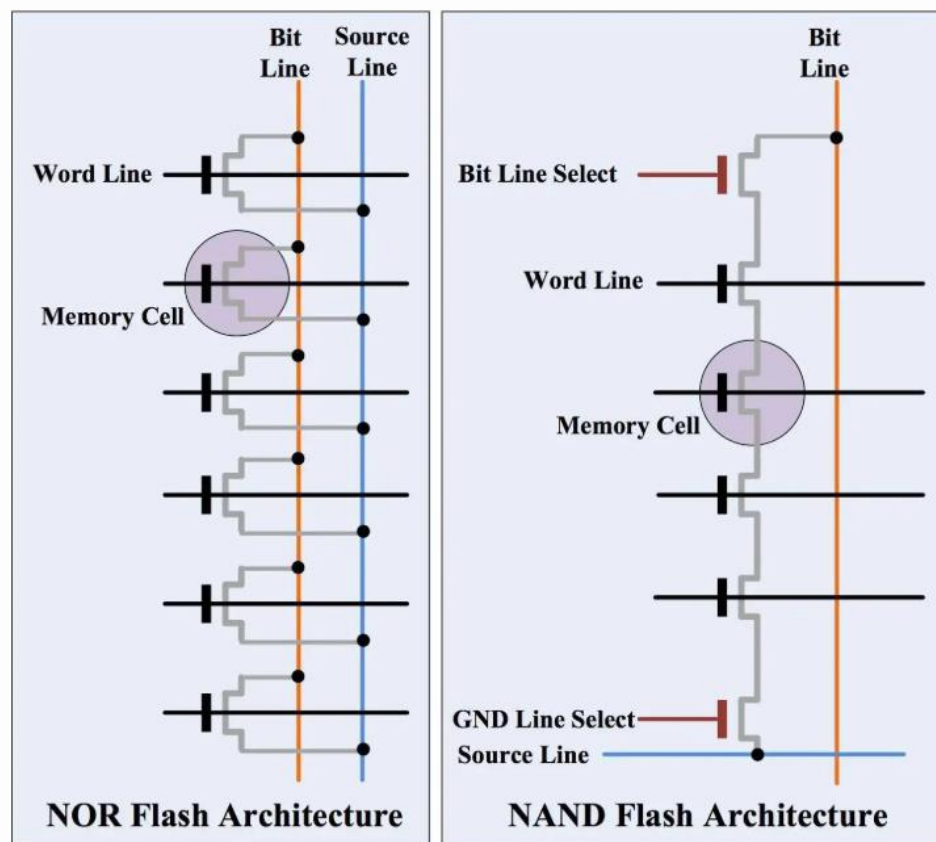 Bit
Line
Source
Line
Word Line
Memory Cell
NOR Flash Architecture
Bit
Line
Bit Line Select
Word Line
Memory Cell
GND Line Select
Source Line
NAND Flash Architecture